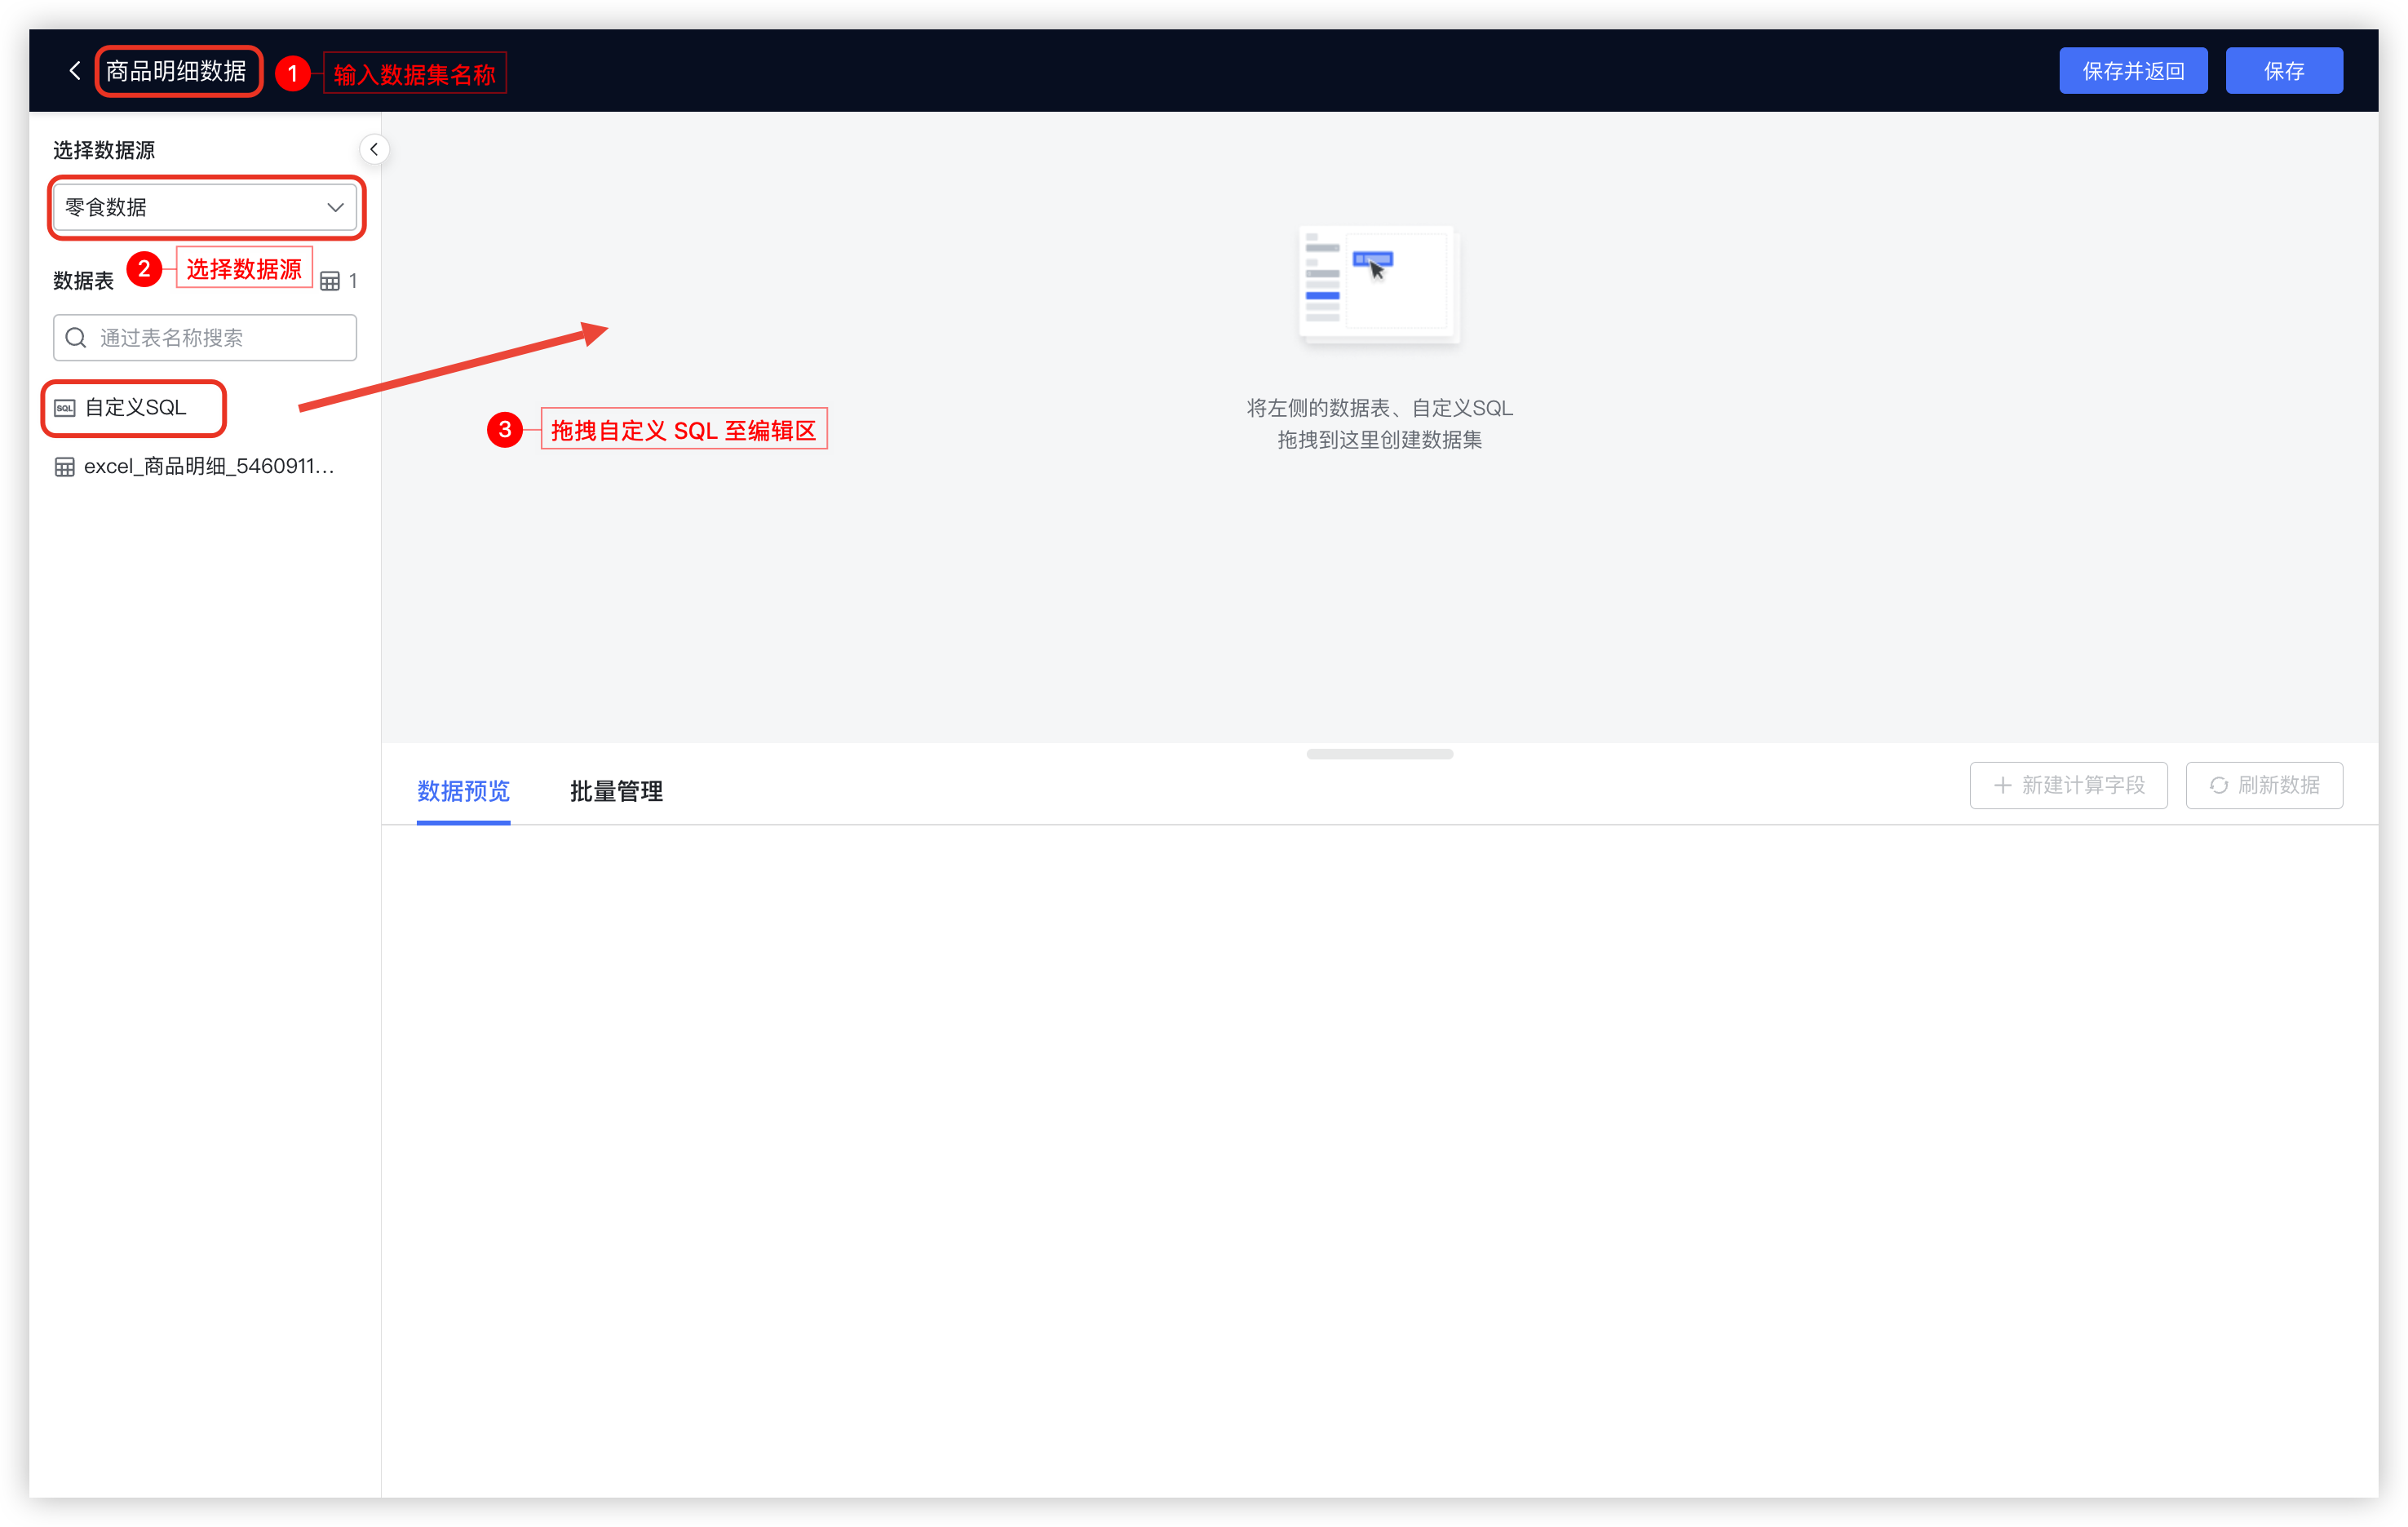 商品明细数据
1 输入数据集名称
保存并返回
保存
选择数据源
零食数据
2 选择数据源
数据表
1
通过表名称搜索
SQL 自定义SQL
excel_商品明细_5460911...
3 拖拽自定义 SQL 至编辑区
将左侧的数据表、自定义SQL
拖拽到这里创建数据集
数据预览
批量管理
新建计算字段
刷新数据